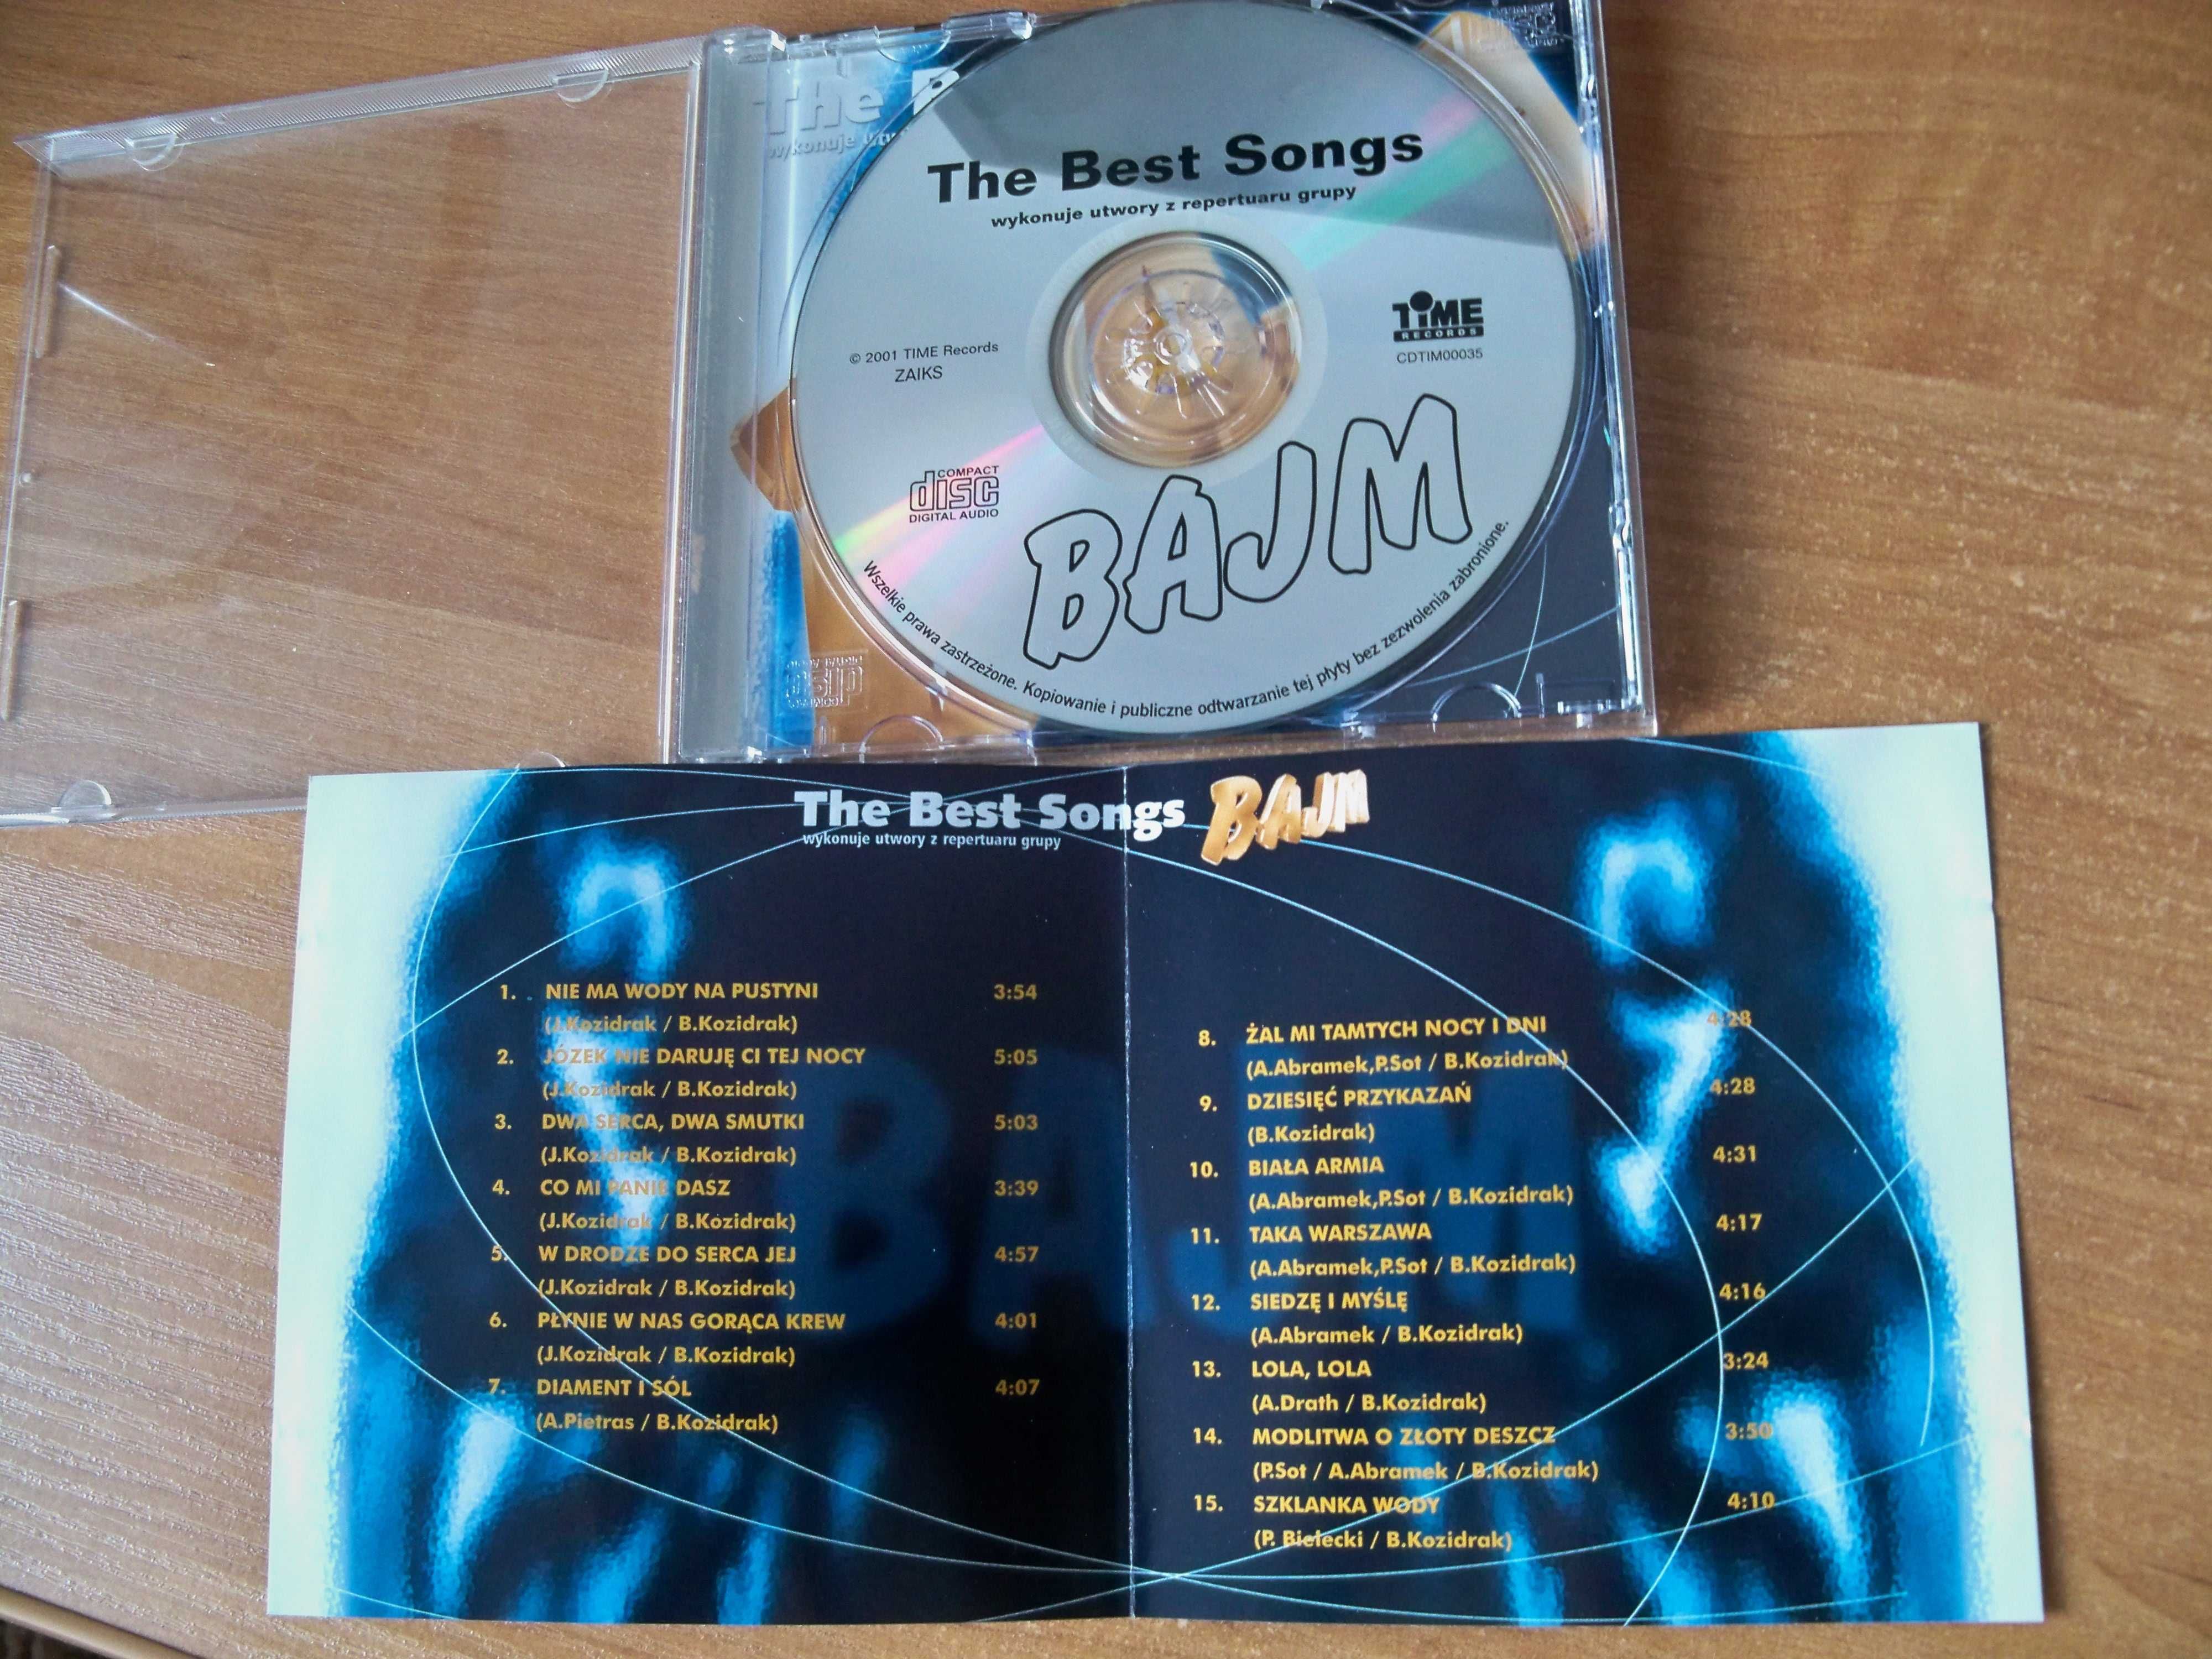 The B
wykonuje utw
The Best Songs
wykonuje utwory z repertuaru grupy
© 2001 TIME Records
ZAIKS
TIME
RECORDS
CDTIM00035
COMPACT
disc
DIGITAL AUDIO
BAJM
Wszelkie prawa zastrzeżone. Kopiowanie i publiczne odtwarzanie tej płyty bez zezwolenia zabronione.
The Best Songs BAJM
wykonuje utwory z repertuaru grupy
1. NIE MA WODY NA PUSTYNI 3:54
(J.Kozidrak / B.Kozidrak)
2. JÓZEK NIE DARUJĘ CI TEJ NOCY 5:05
(J.Kozidrak / B.Kozidrak)
3. DWA SERCA, DWA SMUTKI 5:03
(J.Kozidrak / B.Kozidrak)
4. CO MI PANIE DASZ 3:39
(J.Kozidrak / B.Kozidrak)
5. W DRODZE DO SERCA JEJ 4:57
(J.Kozidrak / B.Kozidrak)
6. PŁYNIE W NAS GORĄCA KREW 4:01
(J.Kozidrak / B.Kozidrak)
7. DIAMENT I SÓL 4:07
(A.Pietras / B.Kozidrak)
8. ŻAL MI TAMTYCH NOCY I DNI 4:28
(A.Abramek,P.Sot / B.Kozidrak)
9. DZIESIĘĆ PRZYKAZAŃ 4:28
(B.Kozidrak)
10. BIAŁA ARMIA 4:31
(A.Abramek,P.Sot / B.Kozidrak)
11. TAKA WARSZAWA 4:17
(A.Abramek,P.Sot / B.Kozidrak)
12. SIEDZĘ I MYŚLĘ 4:16
(A.Abramek / B.Kozidrak)
13. LOLA, LOLA 3:24
(A.Drath / B.Kozidrak)
14. MODLITWA O ZŁOTY DESZCZ 3:50
(P.Sot / A.Abramek / B.Kozidrak)
15. SZKLANKA WODY 4:10
(P. Bielecki / B.Kozidrak)
BAJM